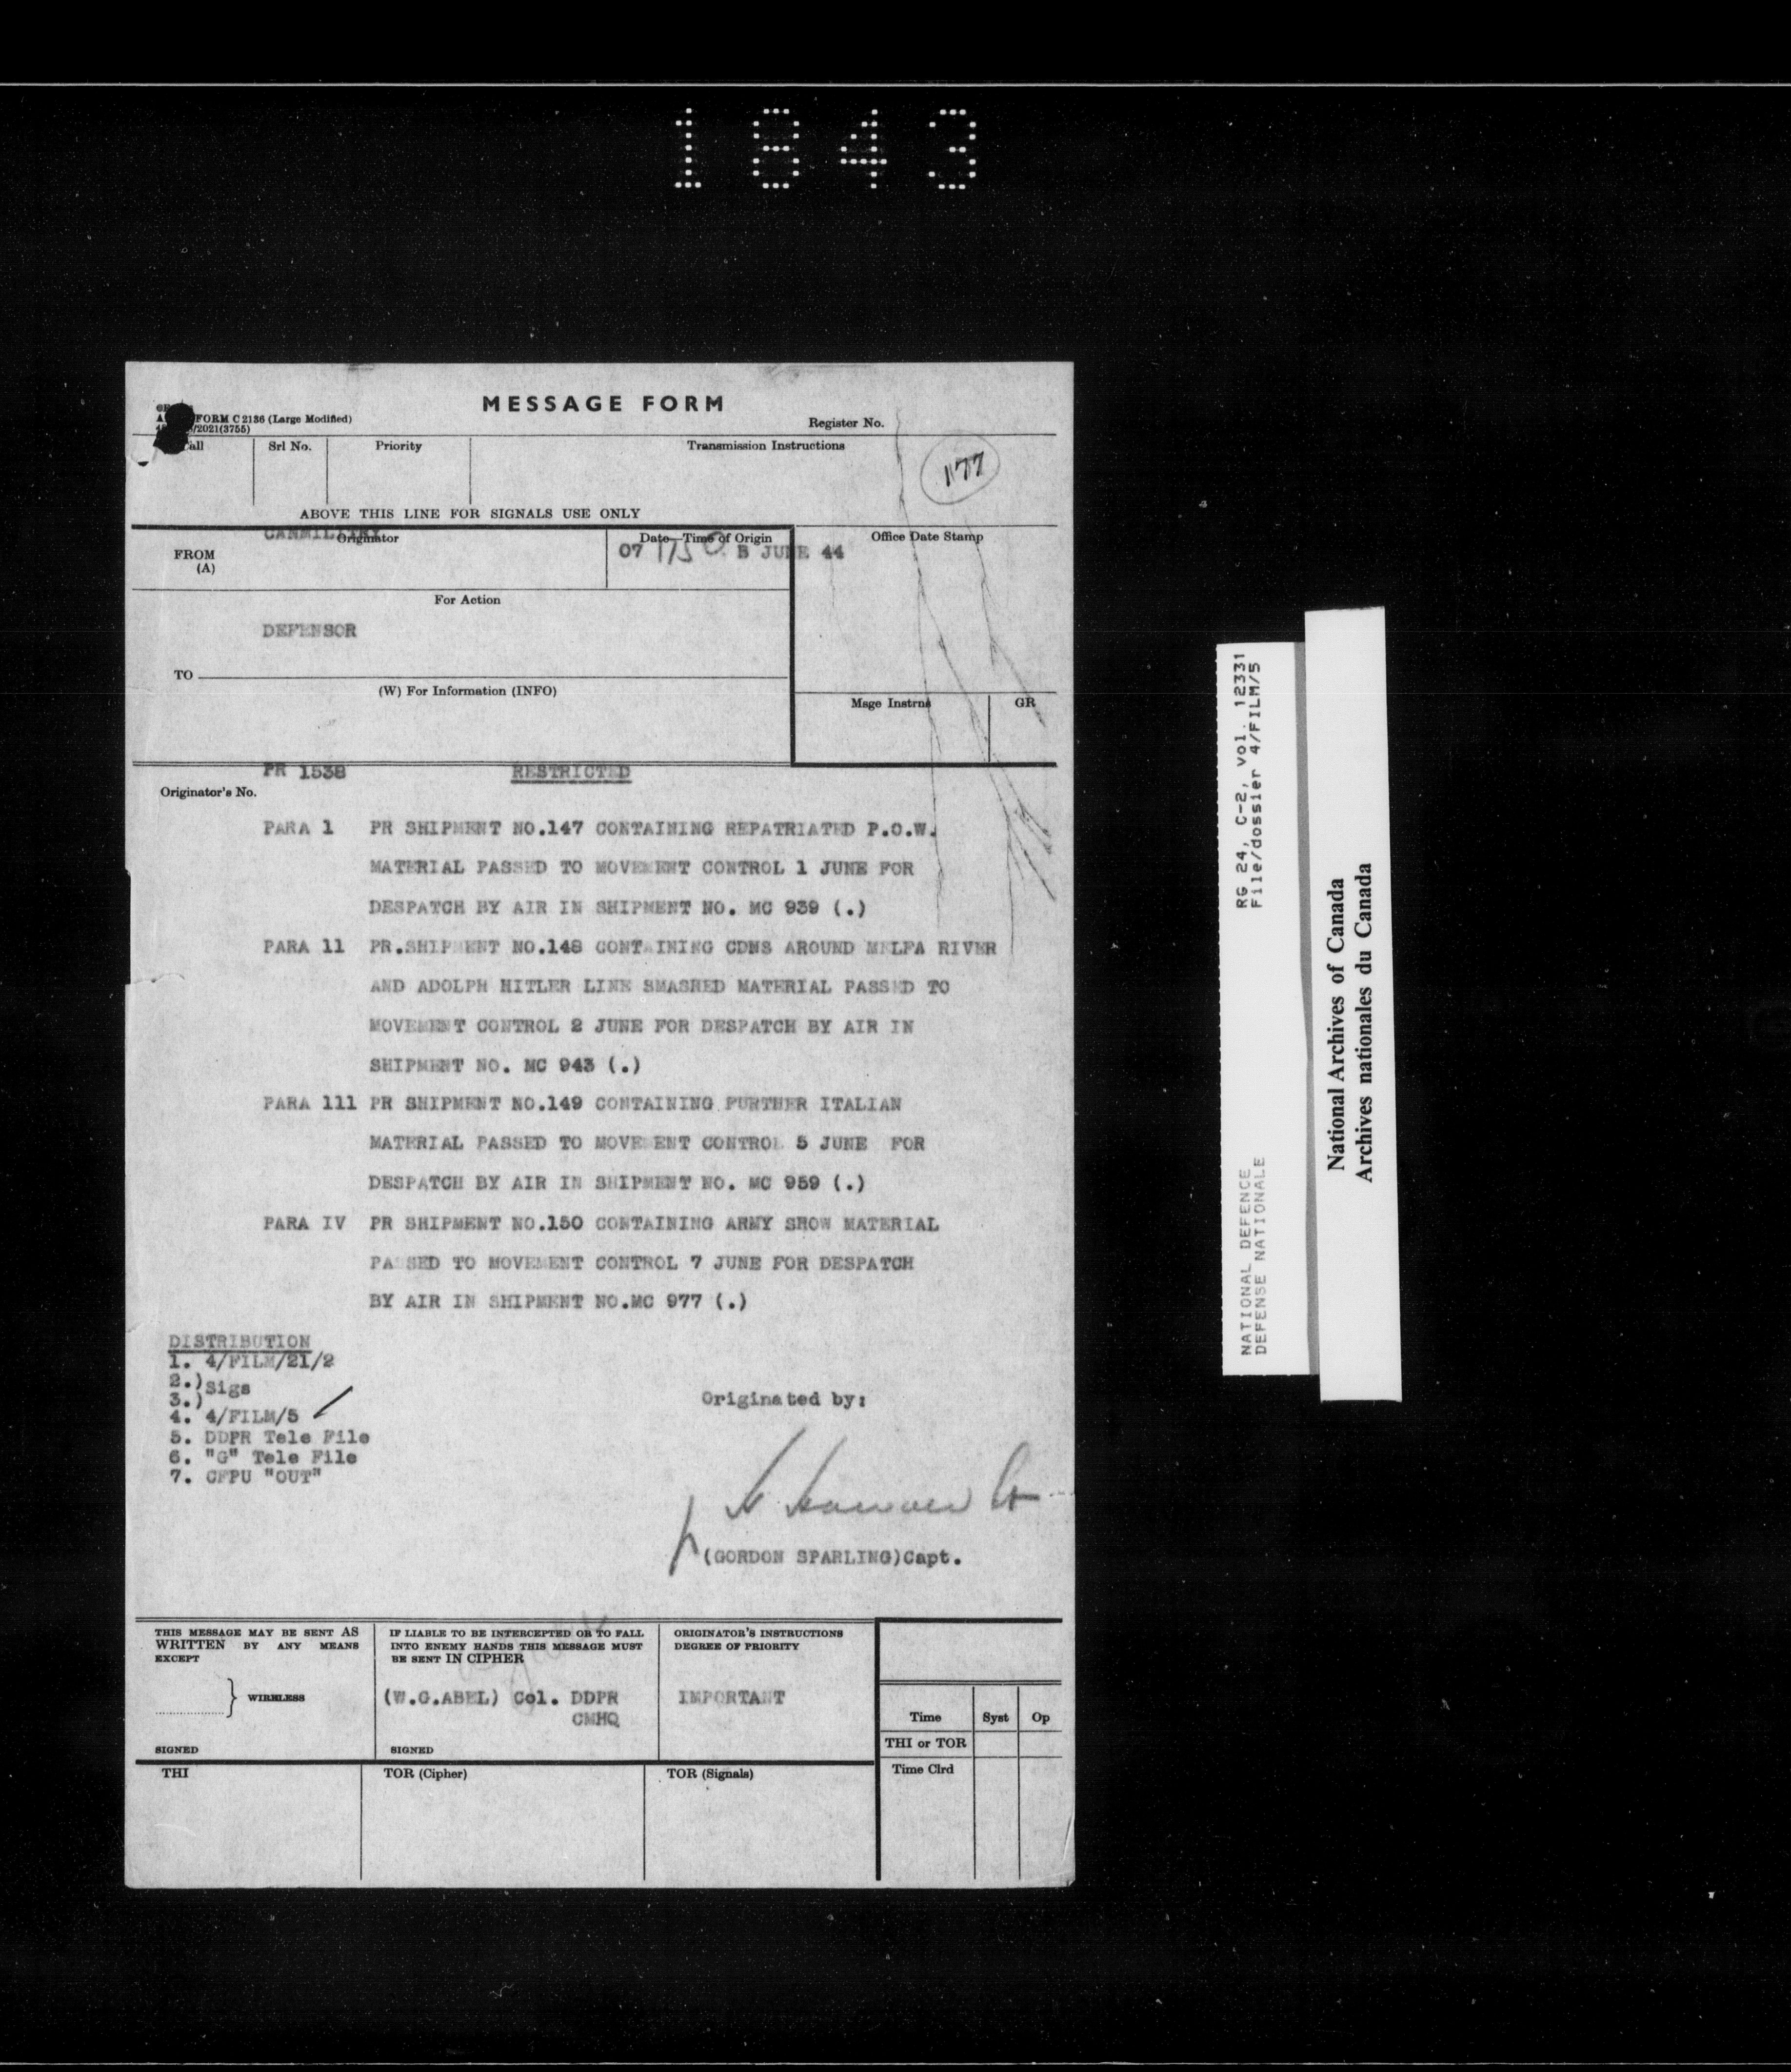 1843
MESSAGE FORM
FORM C 2136 (Large Modified)
/2021(3755)
Register No.
Call Srl No. Priority Transmission Instructions
177
ABOVE THIS LINE FOR SIGNALS USE ONLY
CANMILITRY
Originator
Date—Time of Origin
Office Date Stamp
FROM
(A)
07 1750 B JUNE 44
For Action
DEFENSOR
TO
(W) For Information (INFO)
Msge Instrns GR
PR 1538 RESTRICTED
Originator's No.
PARA 1 PR SHIPMENT NO.147 CONTAINING REPATRIATED P.O.W.
MATERIAL PASSED TO MOVEMENT CONTROL 1 JUNE FOR
DESPATCH BY AIR IN SHIPMENT NO. MC 939 (.)
PARA 11 PR.SHIPMENT NO.148 CONTAINING CDNS AROUND MELFA RIVER
AND ADOLPH HITLER LINE SMASHED MATERIAL PASSED TO
MOVEMENT CONTROL 2 JUNE FOR DESPATCH BY AIR IN
SHIPMENT NO. MC 943 (.)
PARA 111 PR SHIPMENT NO.149 CONTAINING FURTHER ITALIAN
MATERIAL PASSED TO MOVEMENT CONTROL 5 JUNE FOR
DESPATCH BY AIR IN SHIPMENT NO. MC 959 (.)
PARA IV PR SHIPMENT NO.150 CONTAINING ARMY SHOW MATERIAL
PASSED TO MOVEMENT CONTROL 7 JUNE FOR DESPATCH
BY AIR IN SHIPMENT NO.MC 977 (.)
DISTRIBUTION
1. 4/FILM/21/2
2.)
Sigs
3.)
4. 4/FILM/5
5. DDPR Tele File
6. "G" Tele File
7. CFPU "OUT"
Originated by:
(GORDON SPARLING)Capt.
THIS MESSAGE MAY BE SENT AS
WRITTEN BY ANY MEANS
EXCEPT
WIRELESS
SIGNED
IF LIABLE TO BE INTERCEPTED OR TO FALL
INTO ENEMY HANDS THIS MESSAGE MUST
BE SENT IN CIPHER
(W.G.ABEL) Col. DDPR
CMHQ
SIGNED
ORIGINATOR'S INSTRUCTIONS
DEGREE OF PRIORITY
IMPORTANT
Time Syst Op
THI or TOR
Time Clrd
THI TOR (Cipher) TOR (Signals)
RG 24, C-2, vol. 12331
File/dossier 4/FILM/5
NATIONAL DEFENCE
DEFENSE NATIONALE
National Archives of Canada
Archives nationales du Canada